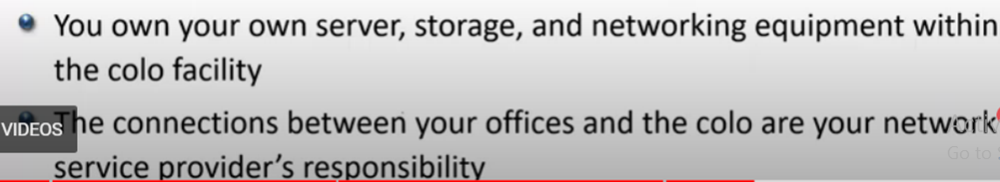 You own your own server, storage, and networking equipment within
the colo facility
The connections between your offices and the colo are your network
service provider's responsibility
VIDEOS
Go to